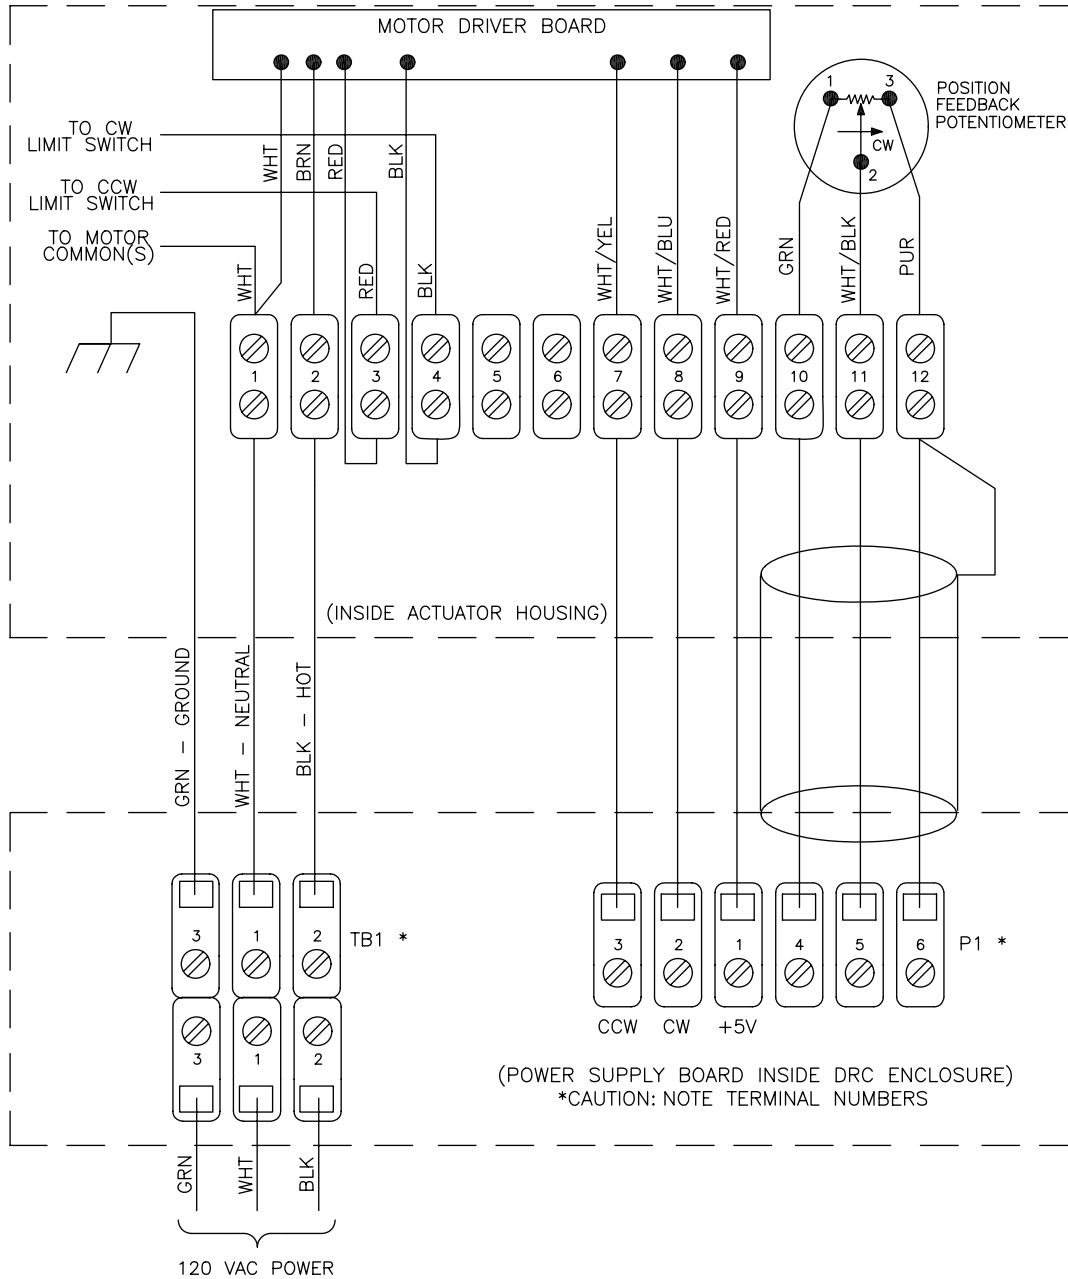 MOTOR DRIVER BOARD
1 3
POSITION
FEEDBACK
POTENTIOMETER
CW
2
TO CW
LIMIT SWITCH
WHT
BRN
RED
BLK
TO CCW
LIMIT SWITCH
TO MOTOR
COMMON(S)
WHT
RED
BLK
WHT/YEL
WHT/BLU
WHT/RED
GRN
WHT/BLK
PUR
1 2 3 4 5 6 7 8 9 10 11 12
(INSIDE ACTUATOR HOUSING)
GRN – GROUND
WHT – NEUTRAL
BLK – HOT
3 1 2 TB1 *
3 2 1 4 5 6 P1 *
CCW CW +5V
3 1 2
(POWER SUPPLY BOARD INSIDE DRC ENCLOSURE)
*CAUTION: NOTE TERMINAL NUMBERS
GRN
WHT
BLK
120 VAC POWER